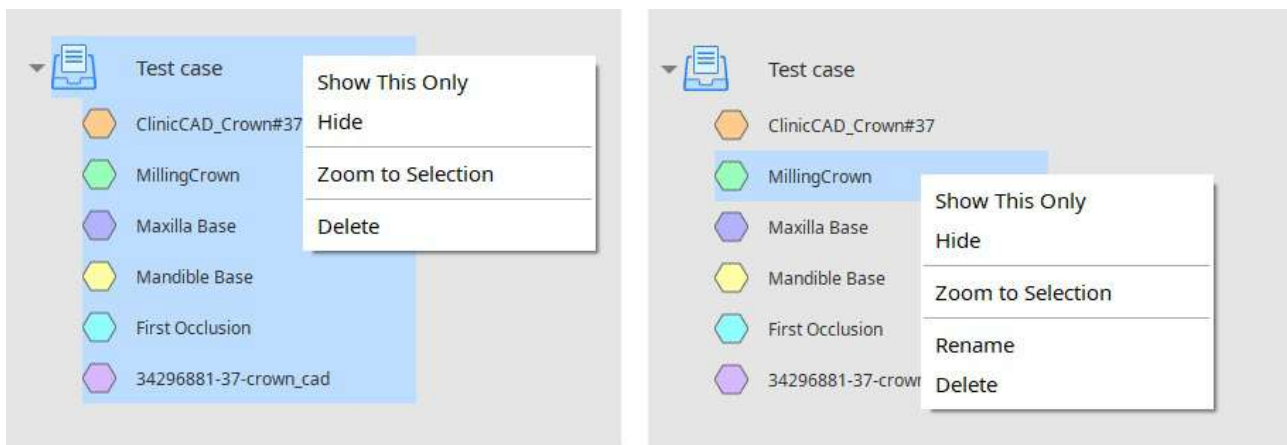 Test case
Show This Only
ClinicCAD_Crown#37
Hide
MillingCrown
Zoom to Selection
Maxilla Base
Delete
Mandible Base
First Occlusion
34296881-37-crown_cad
Test case
ClinicCAD_Crown#37
MillingCrown
Show This Only
Maxilla Base
Hide
Mandible Base
Zoom to Selection
First Occlusion
Rename
34296881-37-crow
Delete